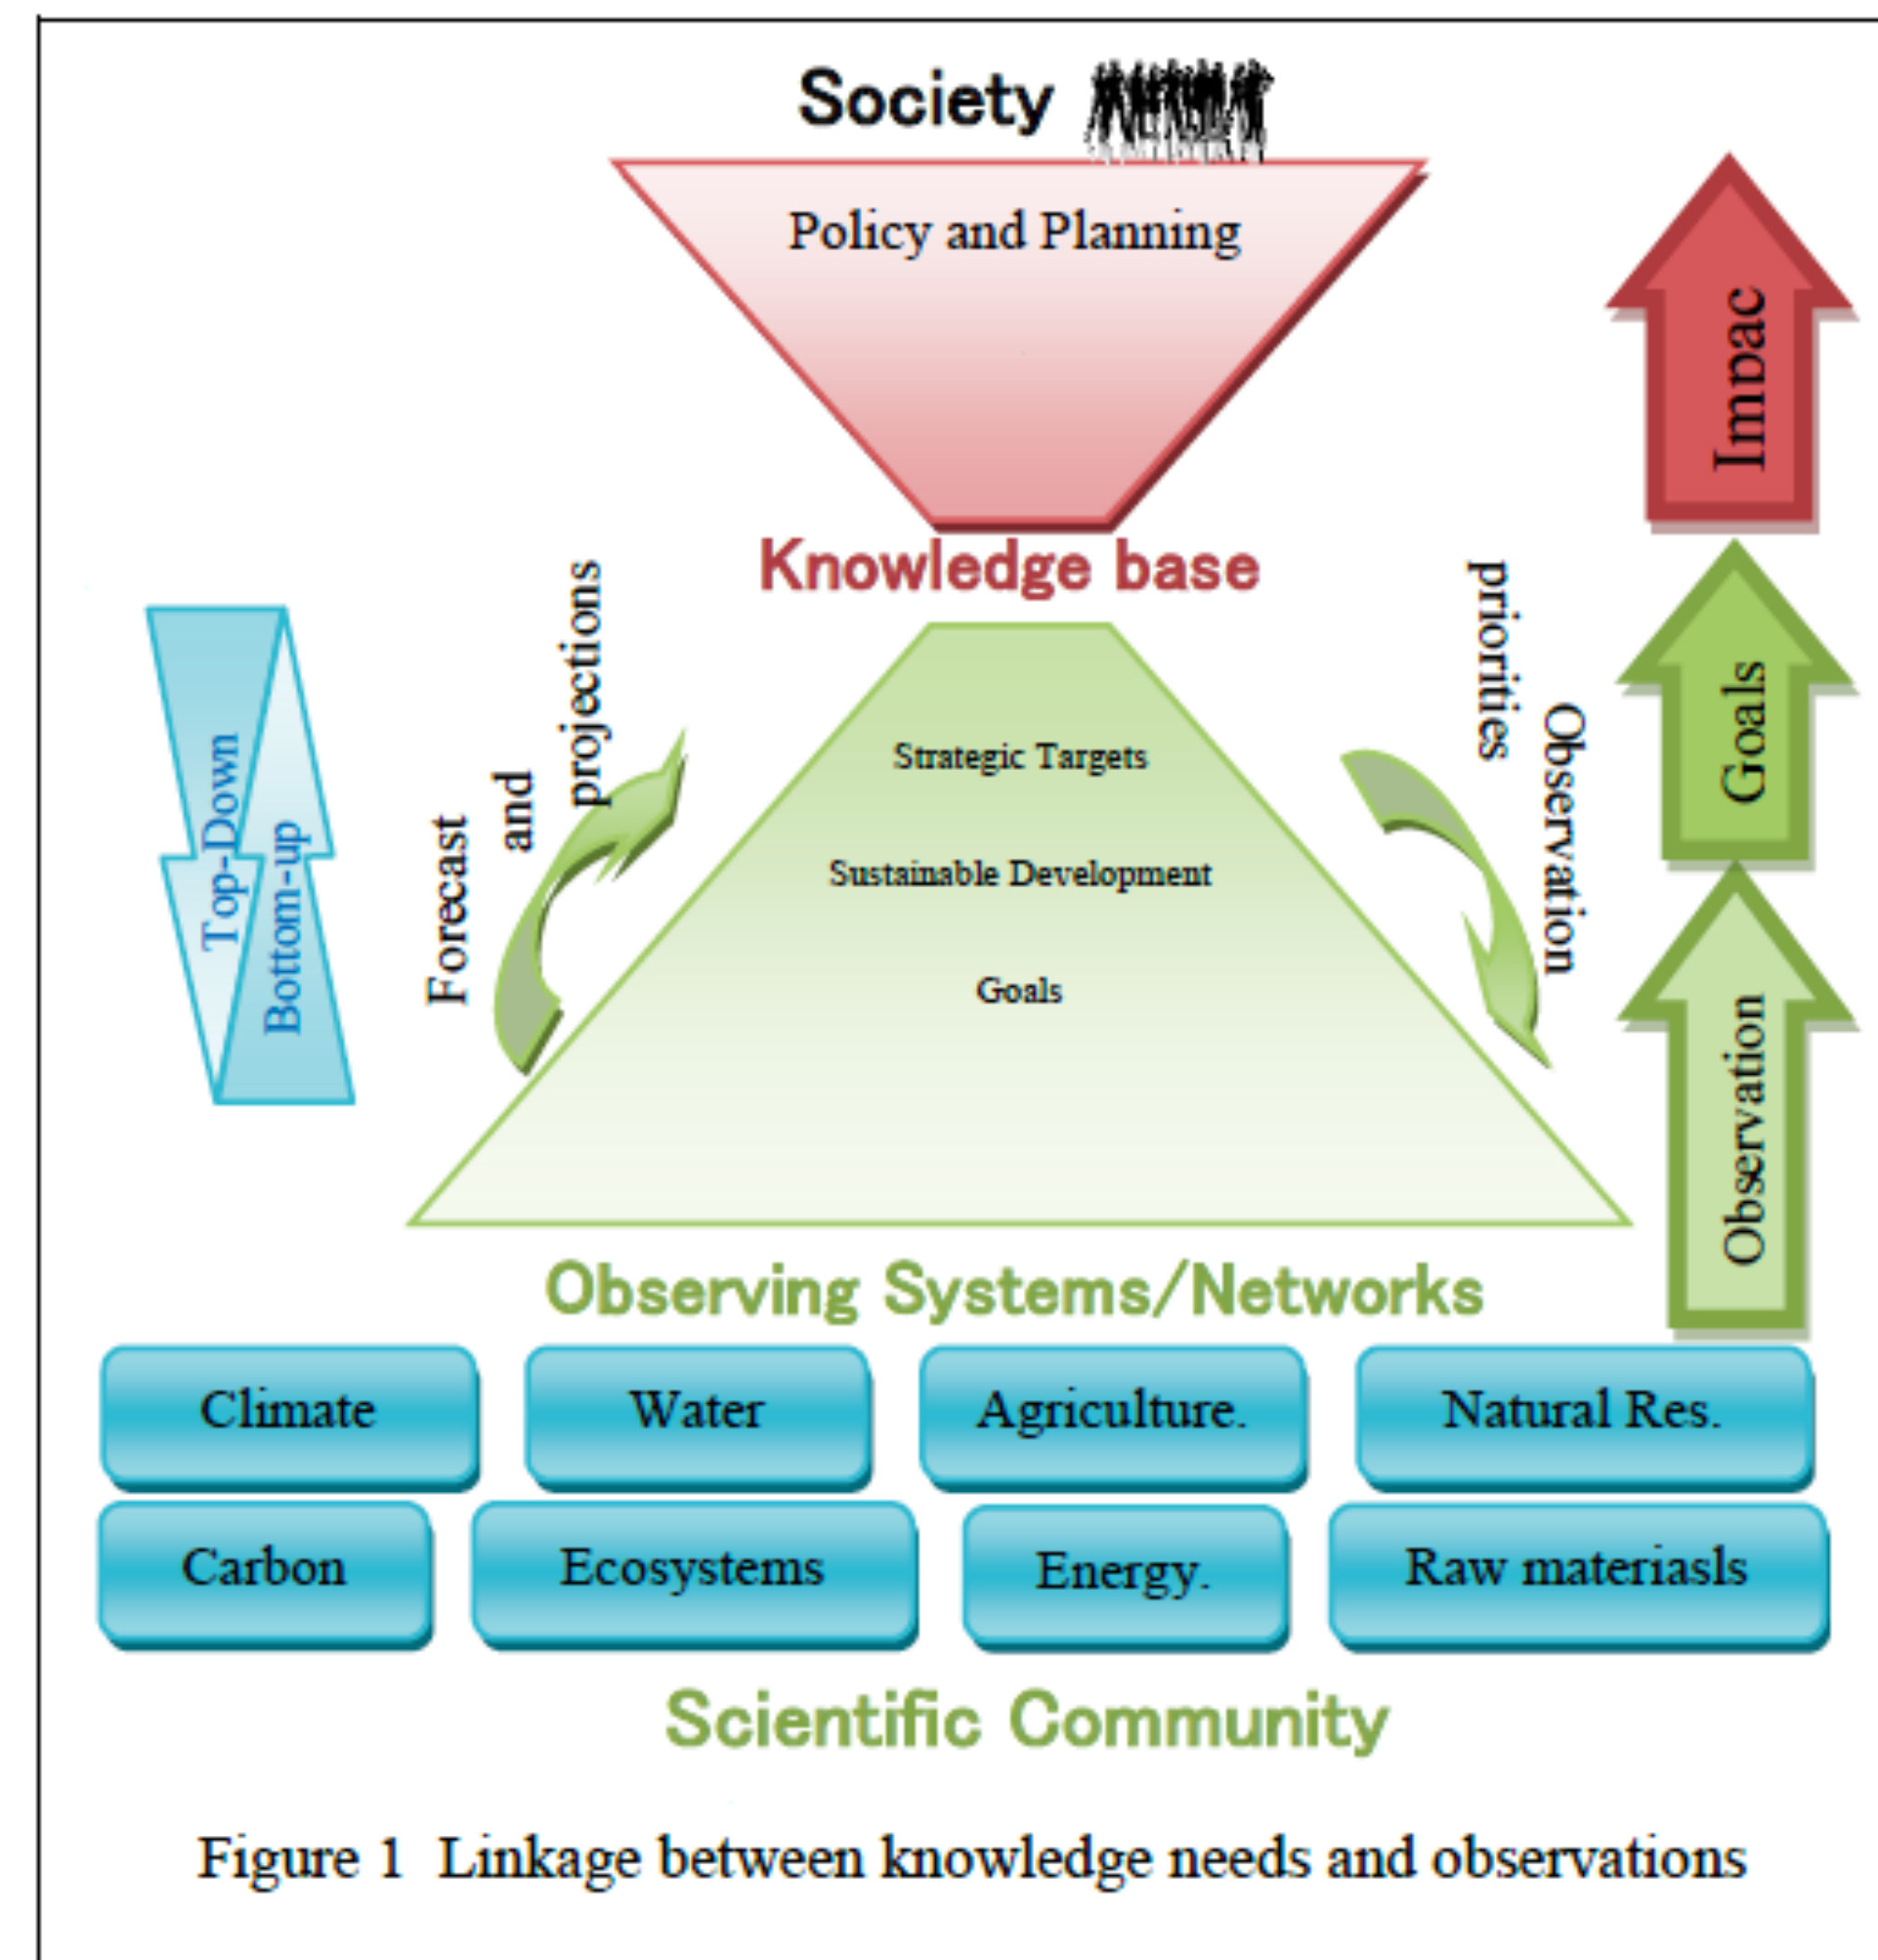 Society
Policy and Planning
Impac
Knowledge base
Forecast
and
projections
priorities
Observation
Top-Down
Bottom-up
Strategic Targets
Sustainable Development
Goals
Goals
Observation
Observing Systems/Networks
Climate
Water
Agriculture.
Natural Res.
Carbon
Ecosystems
Energy.
Raw materiasls
Scientific Community
Figure 1 Linkage between knowledge needs and observations